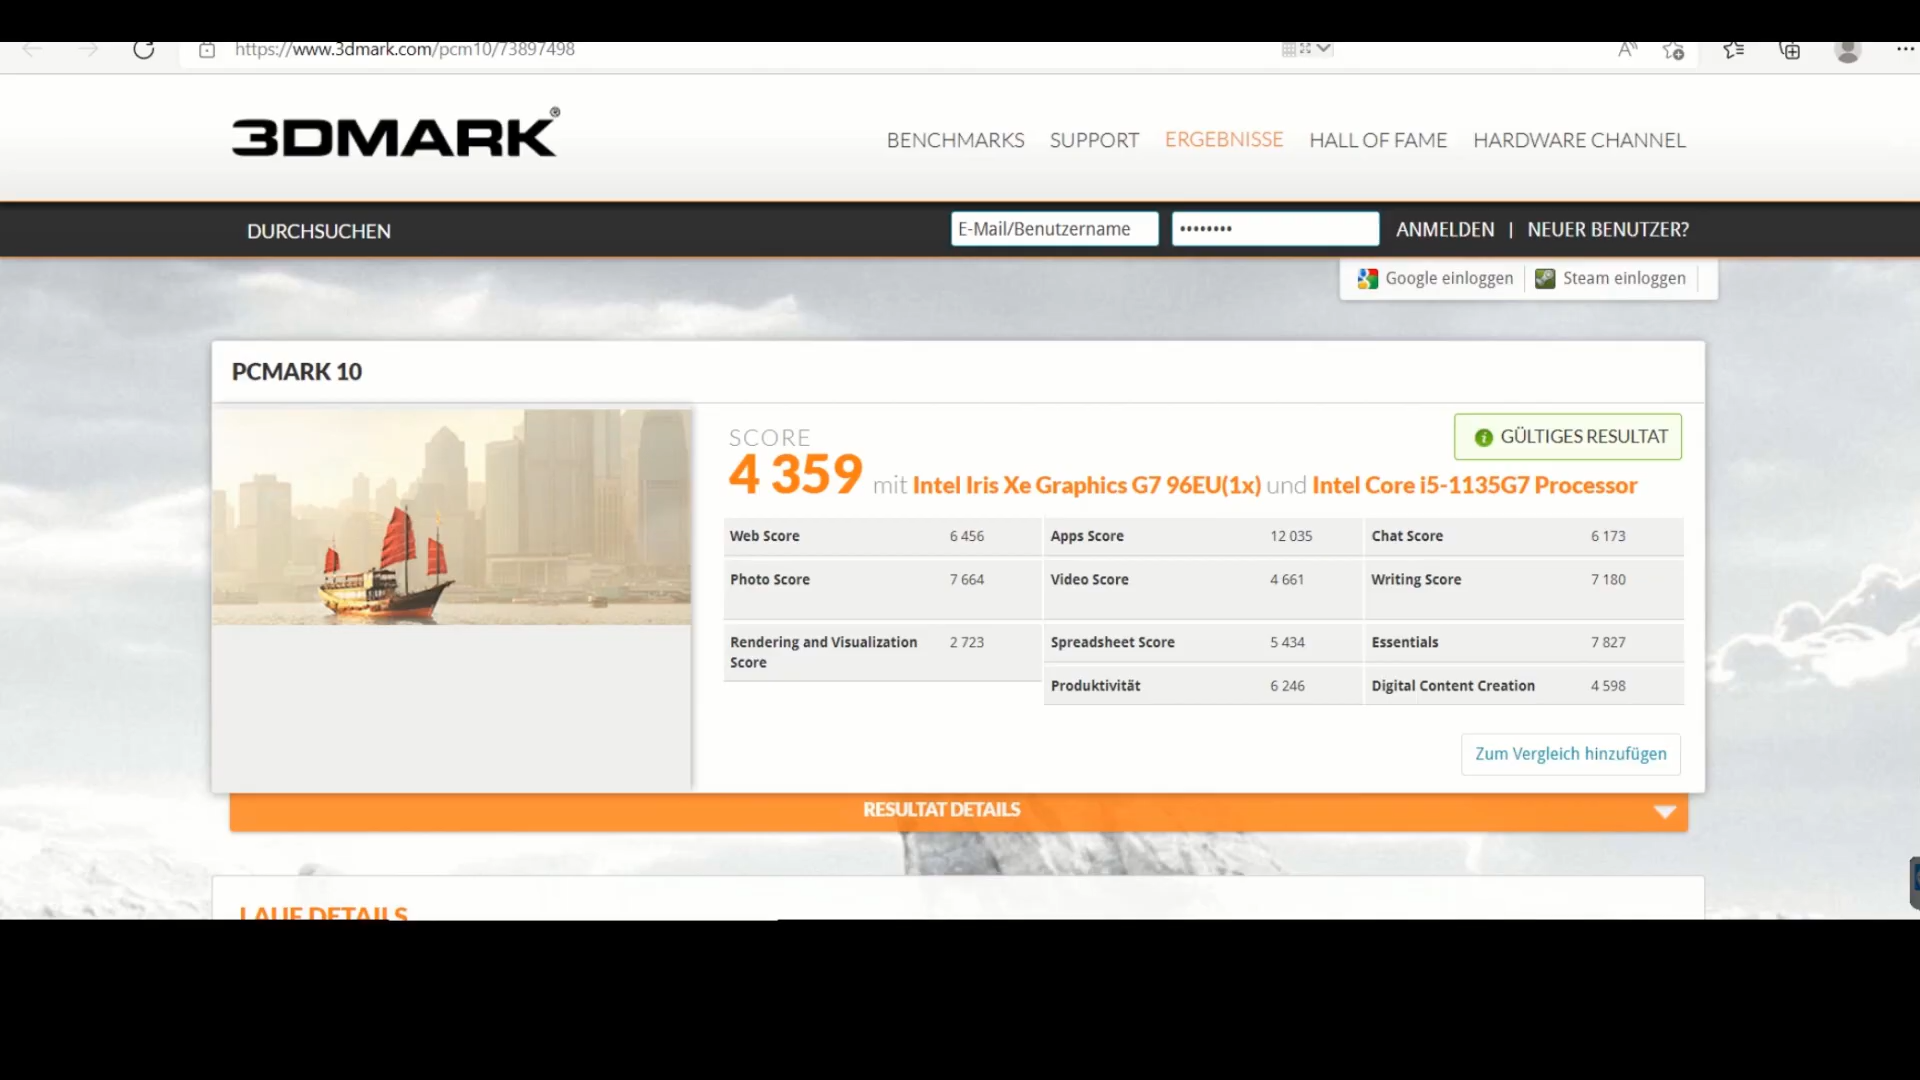 https://www.3dmark.com/pcm10/73897498
3DMARK®
BENCHMARKS SUPPORT ERGEBNISSE HALL OF FAME HARDWARE CHANNEL
DURCHSUCHEN
E-Mail/Benutzername •••••••• ANMELDEN | NEUER BENUTZER?
Google einloggen Steam einloggen
PCMARK 10
SCORE
GÜLTIGES RESULTAT
4 359 mit Intel Iris Xe Graphics G7 96EU(1x) und Intel Core i5-1135G7 Processor
Web Score 6 456 Apps Score 12 035 Chat Score 6 173
Photo Score 7 664 Video Score 4 661 Writing Score 7 180
Rendering and Visualization Score 2 723 Spreadsheet Score 5 434 Essentials 7 827
Produktivität 6 246 Digital Content Creation 4 598
Zum Vergleich hinzufügen
RESULTAT DETAILS
LAUF DETAILS